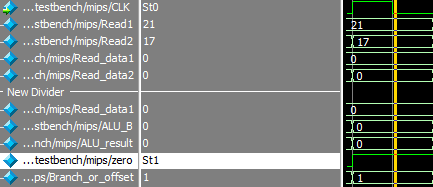 ...testbench/mips/CLK St0
...stbench/mips/Read1 21 21
...stbench/mips/Read2 17 17
...ch/mips/Read_data1 0 0
...ch/mips/Read_data2 0 0
New Divider
...ch/mips/Read_data1 0 0
...stbench/mips/ALU_B 0 0
...nch/mips/ALU_result 0 0
...testbench/mips/zero St1
...ps/Branch_or_offset 1 1